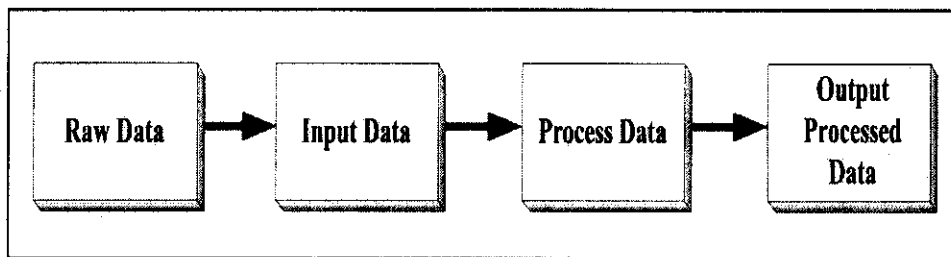 Raw Data
Input Data
Process Data
Output
Processed
Data